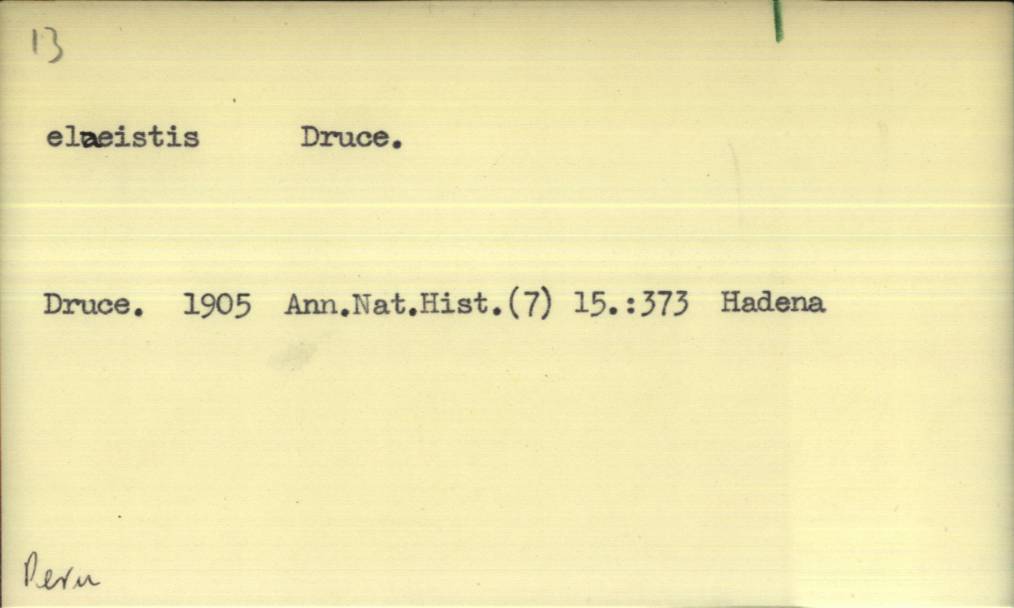 13
elaeistis Druce.
Druce. 1905 Ann.Nat.Hist.(7) 15.:373 Hadena
Peru